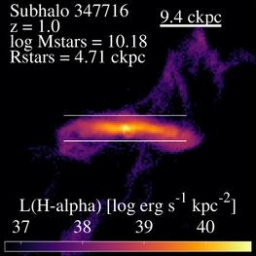 Subhalo 347716
9.4 ckpc
z = 1.0
log Mstars = 10.18
Rstars = 4.71 ckpc
L(H-alpha) [log erg s⁻¹ kpc⁻²]
37 38 39 40